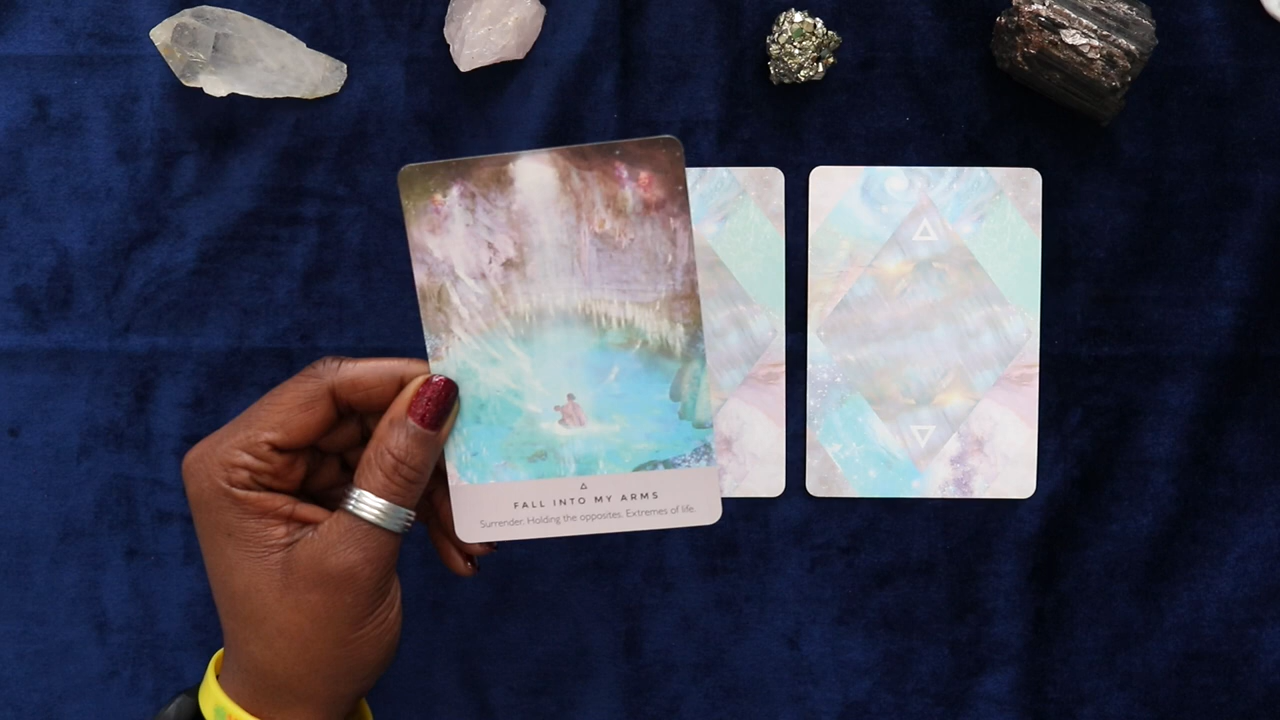 FALL INTO MY ARMS
Surrender. Holding the opposites. Extremes of life.